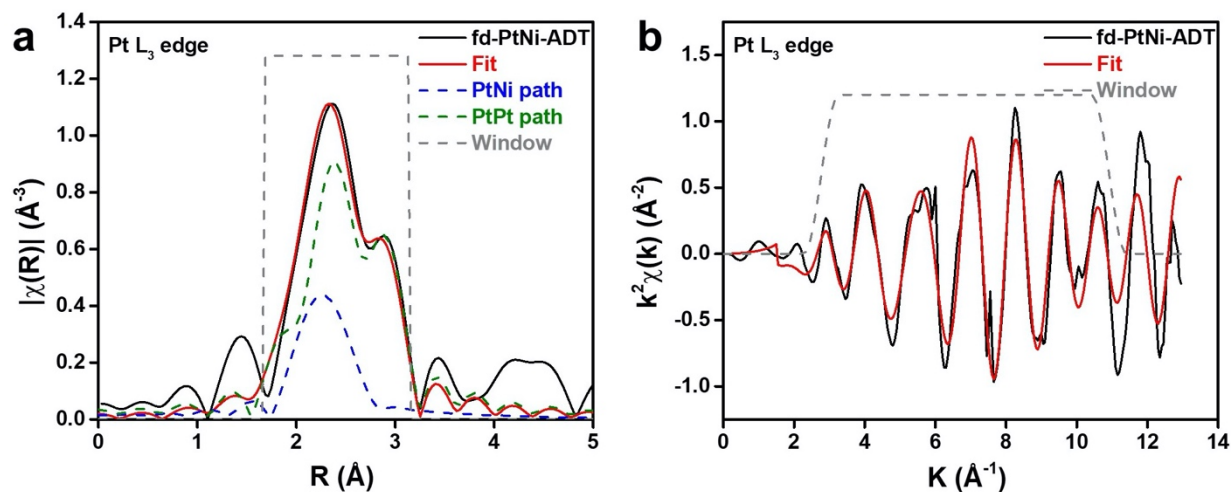 a
Pt L3 edge
fd-PtNi-ADT
Fit
PtNi path
PtPt path
Window
|χ(R)| (Å-3)
1.4
1.2
1.0
0.8
0.6
0.4
0.2
0.0
0 1 2 3 4 5
R (Å)
b
Pt L3 edge
fd-PtNi-ADT
Fit
Window
k2χ(k) (Å-2)
1.5
1.0
0.5
0.0
-0.5
-1.0
0 2 4 6 8 10 12 14
K (Å-1)